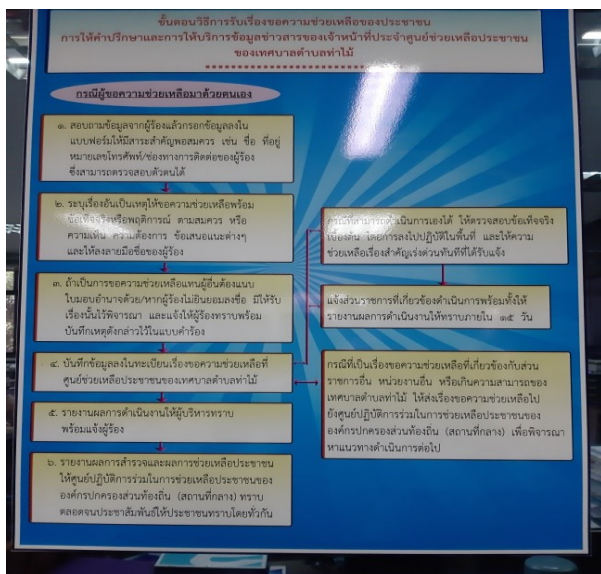 ขั้นตอนวิธีการรับเรื่องขอความช่วยเหลือของประชาชน
การให้คำปรึกษาและการให้บริการข้อมูลข่าวสารของเจ้าหน้าที่ประจำศูนย์ช่วยเหลือประชาชน
ของเทศบาลตำบลท่าไม้
กรณีผู้ขอความช่วยเหลือมาด้วยตนเอง
๑. สอบถามข้อมูลจากผู้ร้องแล้วกรอกข้อมูลลงใน
แบบฟอร์มให้มีสาระสำคัญพอสมควร เช่น ชื่อ ที่อยู่
หมายเลขโทรศัพท์/ช่องทางการติดต่อของผู้ร้อง
ซึ่งสามารถตรวจสอบตัวตนได้
๒. ระบุเรื่องอันเป็นเหตุให้ขอความช่วยเหลือพร้อม
ข้อเท็จจริงหรือพฤติการณ์ ตามสมควร หรือ
ความเห็น ความต้องการ ข้อเสนอแนะต่างๆ
และให้ลงลายมือชื่อของผู้ร้อง
๓. ถ้าเป็นการขอความช่วยเหลือแทนผู้อื่นต้องแนบ
ใบมอบอำนาจด้วย/หากผู้ร้องไม่ยินยอมลงชื่อ มิให้รับ
เรื่องนั้นไว้พิจารณา และแจ้งให้ผู้ร้องทราบพร้อม
บันทึกเหตุดังกล่าวไว้ในแบบคำร้อง
๔. บันทึกข้อมูลลงในทะเบียนเรื่องขอความช่วยเหลือที่
ศูนย์ช่วยเหลือประชาชนของเทศบาลตำบลท่าไม้
๕. รายงานผลการดำเนินงานให้ผู้บริหารทราบ
พร้อมแจ้งผู้ร้อง
๖. รายงานผลการสำรวจและผลการช่วยเหลือประชาชน
ให้ศูนย์ปฏิบัติการร่วมในการช่วยเหลือประชาชนของ
องค์กรปกครองส่วนท้องถิ่น (สถานที่กลาง) ทราบ
ตลอดจนประชาสัมพันธ์ให้ประชาชนทราบโดยทั่วกัน
กรณีที่สามารถดำเนินการเองได้ ให้ตรวจสอบข้อเท็จจริง
เบื้องต้น โดยการลงไปปฏิบัติในพื้นที่ และให้ความ
ช่วยเหลือเรื่องสำคัญเร่งด่วนทันทีที่ได้รับแจ้ง
แจ้งส่วนราชการที่เกี่ยวข้องดำเนินการพร้อมทั้งให้
รายงานผลการดำเนินงานให้ทราบภายใน ๑๕ วัน
กรณีที่เป็นเรื่องขอความช่วยเหลือที่เกี่ยวข้องกับส่วน
ราชการอื่น หน่วยงานอื่น หรือเกินความสามารถของ
เทศบาลตำบลท่าไม้ ให้ส่งเรื่องขอความช่วยเหลือไป
ยังศูนย์ปฏิบัติการร่วมในการช่วยเหลือประชาชนของ
องค์กรปกครองส่วนท้องถิ่น (สถานที่กลาง) เพื่อพิจารณา
หาแนวทางดำเนินการต่อไป